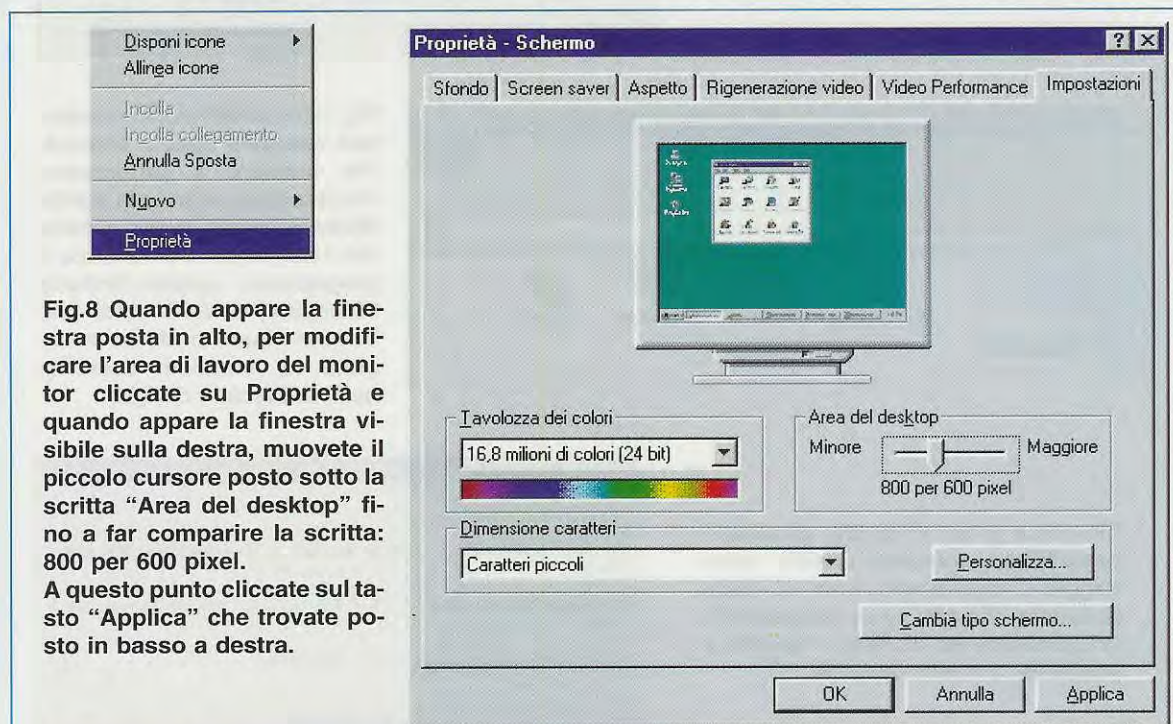 Disponi icone
Allinea icone
Incolla
Incolla collegamento
Annulla Sposta
Nuovo
Proprietà
Fig.8 Quando appare la fine-
stra posta in alto, per modifi-
care l'area di lavoro del moni-
tor cliccate su Proprietà e
quando appare la finestra vi-
sibile sulla destra, muovete il
piccolo cursore posto sotto la
scritta “Area del desktop” fi-
no a far comparire la scritta:
800 per 600 pixel.
A questo punto cliccate sul ta-
sto “Applica” che trovate po-
sto in basso a destra.
Proprietà - Schermo
Sfondo Screen saver Aspetto Rigenerazione video Video Performance Impostazioni
Tavolozza dei colori
16,8 milioni di colori (24 bit)
Area del desktop
Minore Maggiore
800 per 600 pixel
Dimensione caratteri
Caratteri piccoli
Personalizza...
Cambia tipo schermo...
OK Annulla Applica